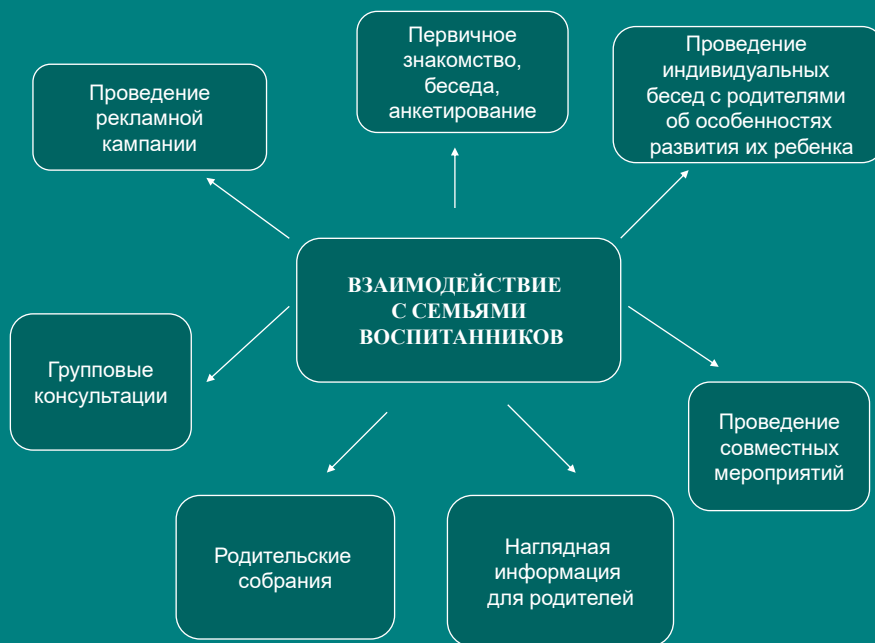 Первичное
знакомство,
беседа,
анкетирование
Проведение
индивидуальных
бесед с родителями
об особенностях
развития их ребенка
Проведение
рекламной
кампании
ВЗАИМОДЕЙСТВИЕ
С СЕМЬЯМИ
ВОСПИТАННИКОВ
Групповые
консультации
Проведение
совместных
мероприятий
Родительские
собрания
Наглядная
информация
для родителей